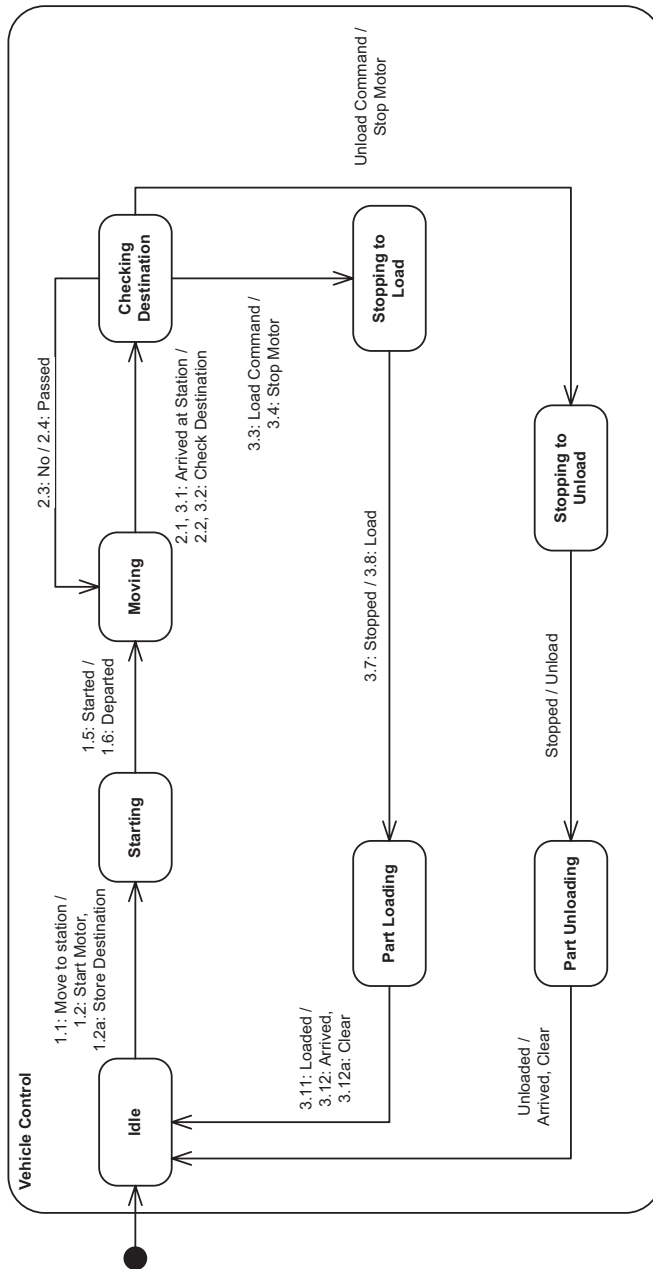 Vehicle Control
Idle
1.1: Move to station /
1.2: Start Motor,
1.2a: Store Destination
Starting
1.5: Started /
1.6: Departed
Moving
2.3: No / 2.4: Passed
2.1, 3.1: Arrived at Station /
2.2, 3.2: Check Destination
Checking
Destination
3.3: Load Command /
3.4: Stop Motor
Unload Command /
Stop Motor
3.11: Loaded /
3.12: Arrived,
3.12a: Clear
Part Loading
3.7: Stopped / 3.8: Load
Stopping to
Load
Unloaded /
Arrived, Clear
Part Unloading
Stopped / Unload
Stopping to
Unload